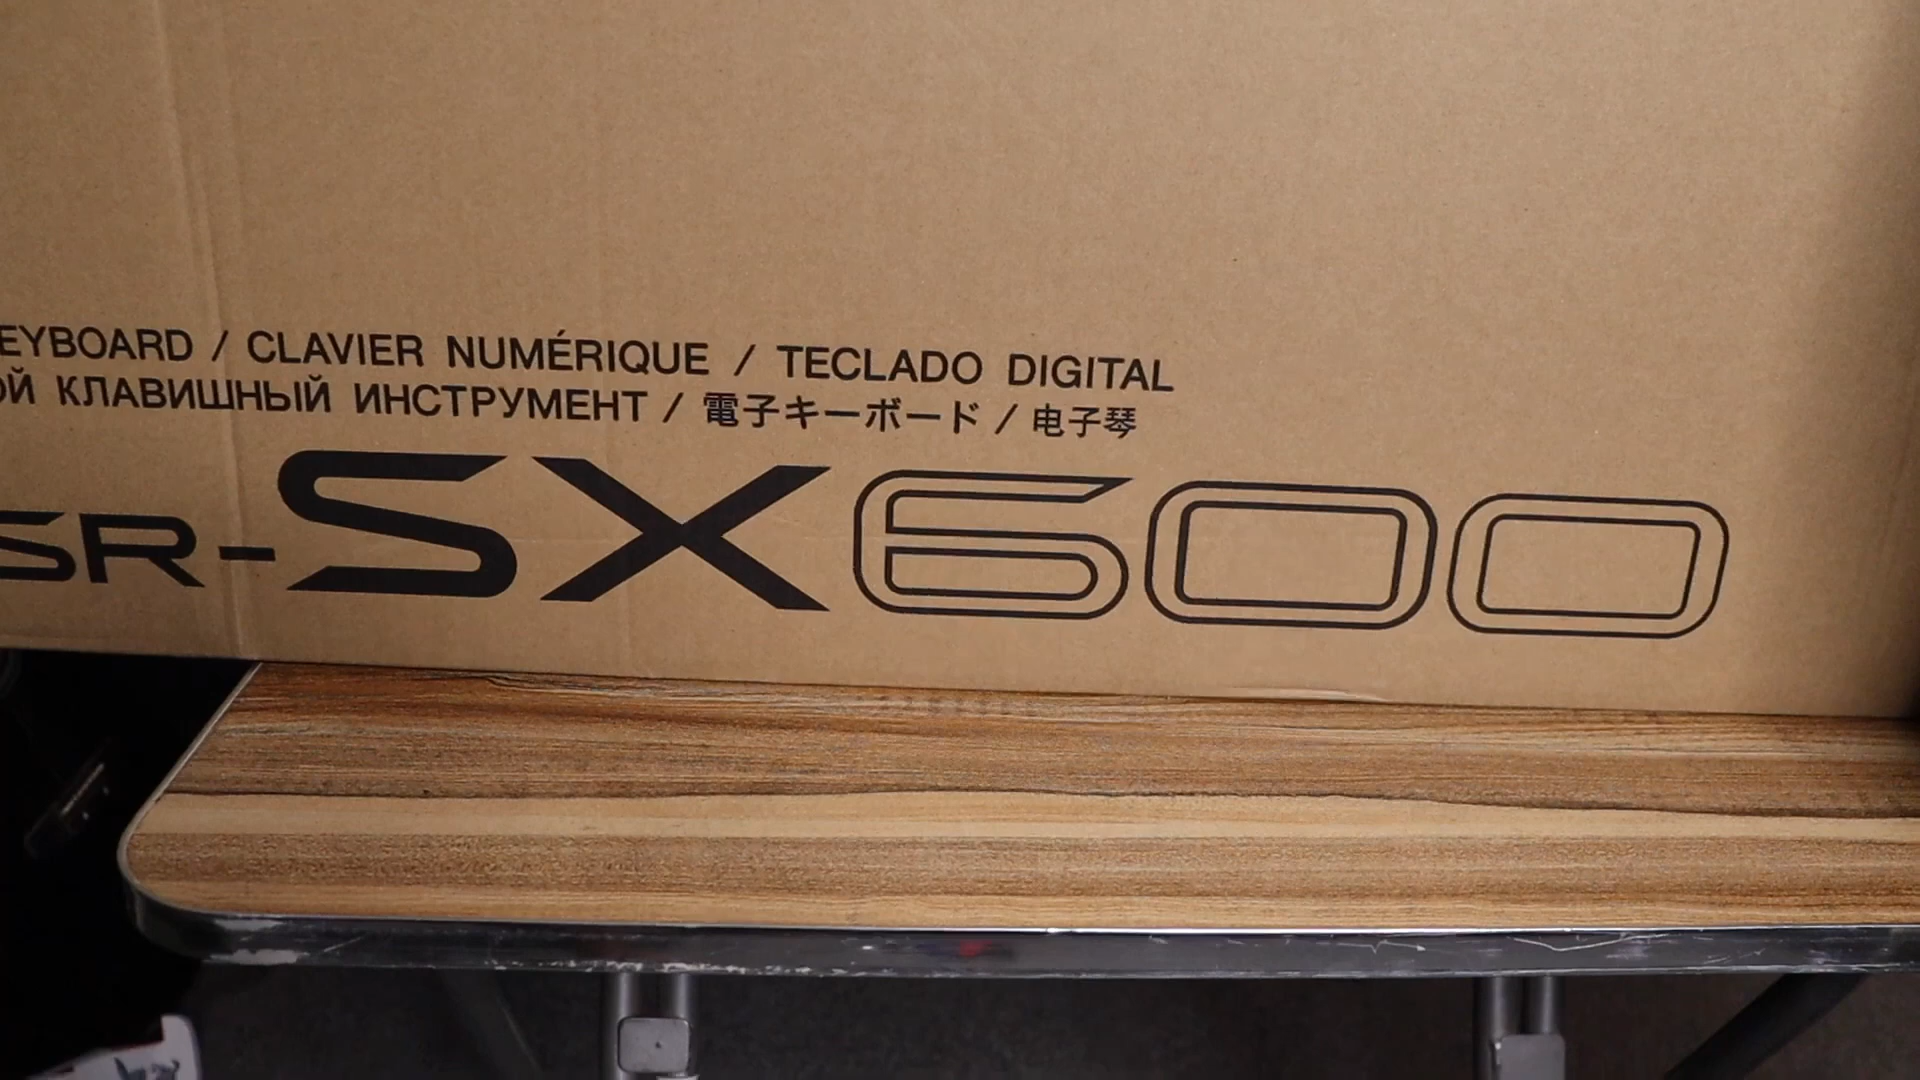 EYBOARD / CLAVIER NUMÉRIQUE / TECLADO DIGITAL
ОЙ КЛАВИШНЫЙ ИНСТРУМЕНТ / 電子キーボード / 电子琴
SR-SX600